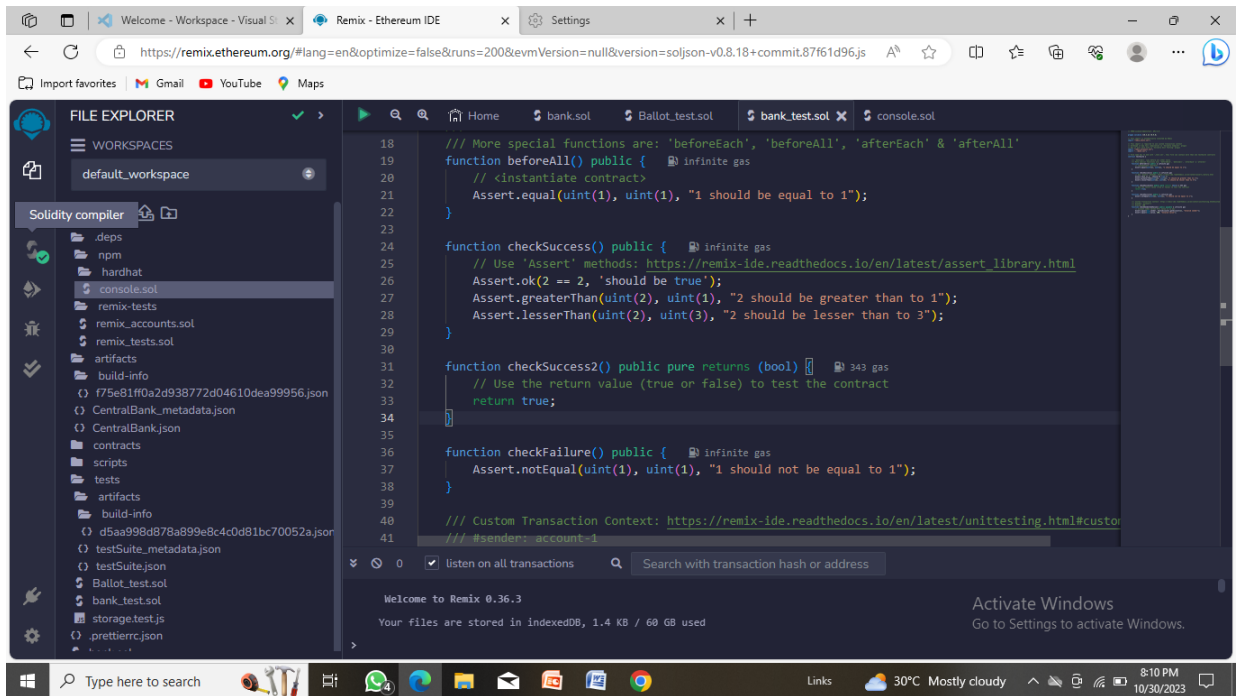 Welcome - Workspace - Visual St
Remix - Ethereum IDE
Settings
https://remix.ethereum.org/#lang=en&optimize=false&runs=200&evmVersion=null&version=soljson-v0.8.18+commit.87f61d96.js
Import favorites
Gmail
YouTube
Maps
FILE EXPLORER
WORKSPACES
default_workspace
Solidity compiler
.deps
npm
hardhat
console.sol
remix-tests
remix_accounts.sol
remix_tests.sol
artifacts
build-info
f75e81ff0a2d938772d04610dea99956.json
CentralBank_metadata.json
CentralBank.json
contracts
scripts
tests
artifacts
build-info
d5aa998d878a899e8c4c0d81bc70052a.json
testSuite_metadata.json
testSuite.json
Ballot_test.sol
bank_test.sol
storage.test.js
.prettierrc.json
Home
bank.sol
Ballot_test.sol
bank_test.sol
console.sol
18 /// More special functions are: 'beforeEach', 'beforeAll', 'afterEach' & 'afterAll'
19 function beforeAll() public { infinite gas
20 // <instantiate contract>
21 Assert.equal(uint(1), uint(1), "1 should be equal to 1");
22 }
23
24 function checkSuccess() public { infinite gas
25 // Use 'Assert' methods: https://remix-ide.readthedocs.io/en/latest/assert_library.html
26 Assert.ok(2 == 2, 'should be true');
27 Assert.greaterThan(uint(2), uint(1), "2 should be greater than to 1");
28 Assert.lesserThan(uint(2), uint(3), "2 should be lesser than to 3");
29 }
30
31 function checkSuccess2() public pure returns (bool) { 343 gas
32 // Use the return value (true or false) to test the contract
33 return true;
34 }
35
36 function checkFailure() public { infinite gas
37 Assert.notEqual(uint(1), uint(1), "1 should not be equal to 1");
38 }
39
40 /// Custom Transaction Context: https://remix-ide.readthedocs.io/en/latest/unittesting.html#custom
41 /// #sender: account-1
0
listen on all transactions
Search with transaction hash or address
Welcome to Remix 0.36.3
Your files are stored in indexedDB, 1.4 KB / 60 GB used
>
Activate Windows
Go to Settings to activate Windows.
Type here to search
4
Links
30°C Mostly cloudy
8:10 PM
10/30/2023